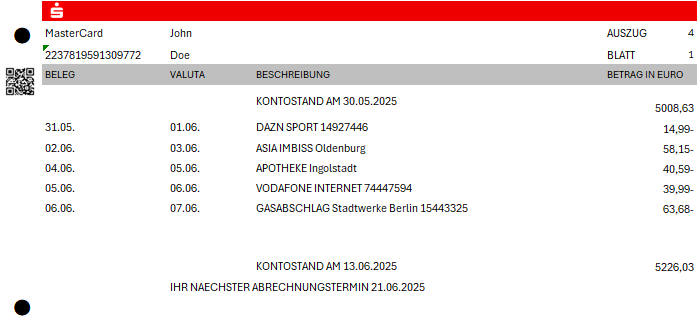 MasterCard John AUSZUG 4
2237819591309772 Doe BLATT 1
BELEG VALUTA BESCHREIBUNG BETRAG IN EURO
KONTOSTAND AM 30.05.2025 5008,63
31.05. 01.06. DAZN SPORT 14927446 14,99-
02.06. 03.06. ASIA IMBISS Oldenburg 58,15-
04.06. 05.06. APOTHEKE Ingolstadt 40,59-
05.06. 06.06. VODAFONE INTERNET 74447594 39,99-
06.06. 07.06. GASABSCHLAG Stadtwerke Berlin 15443325 63,68-
KONTOSTAND AM 13.06.2025 5226,03
IHR NAECHSTER ABRECHNUNGSTERMIN 21.06.2025